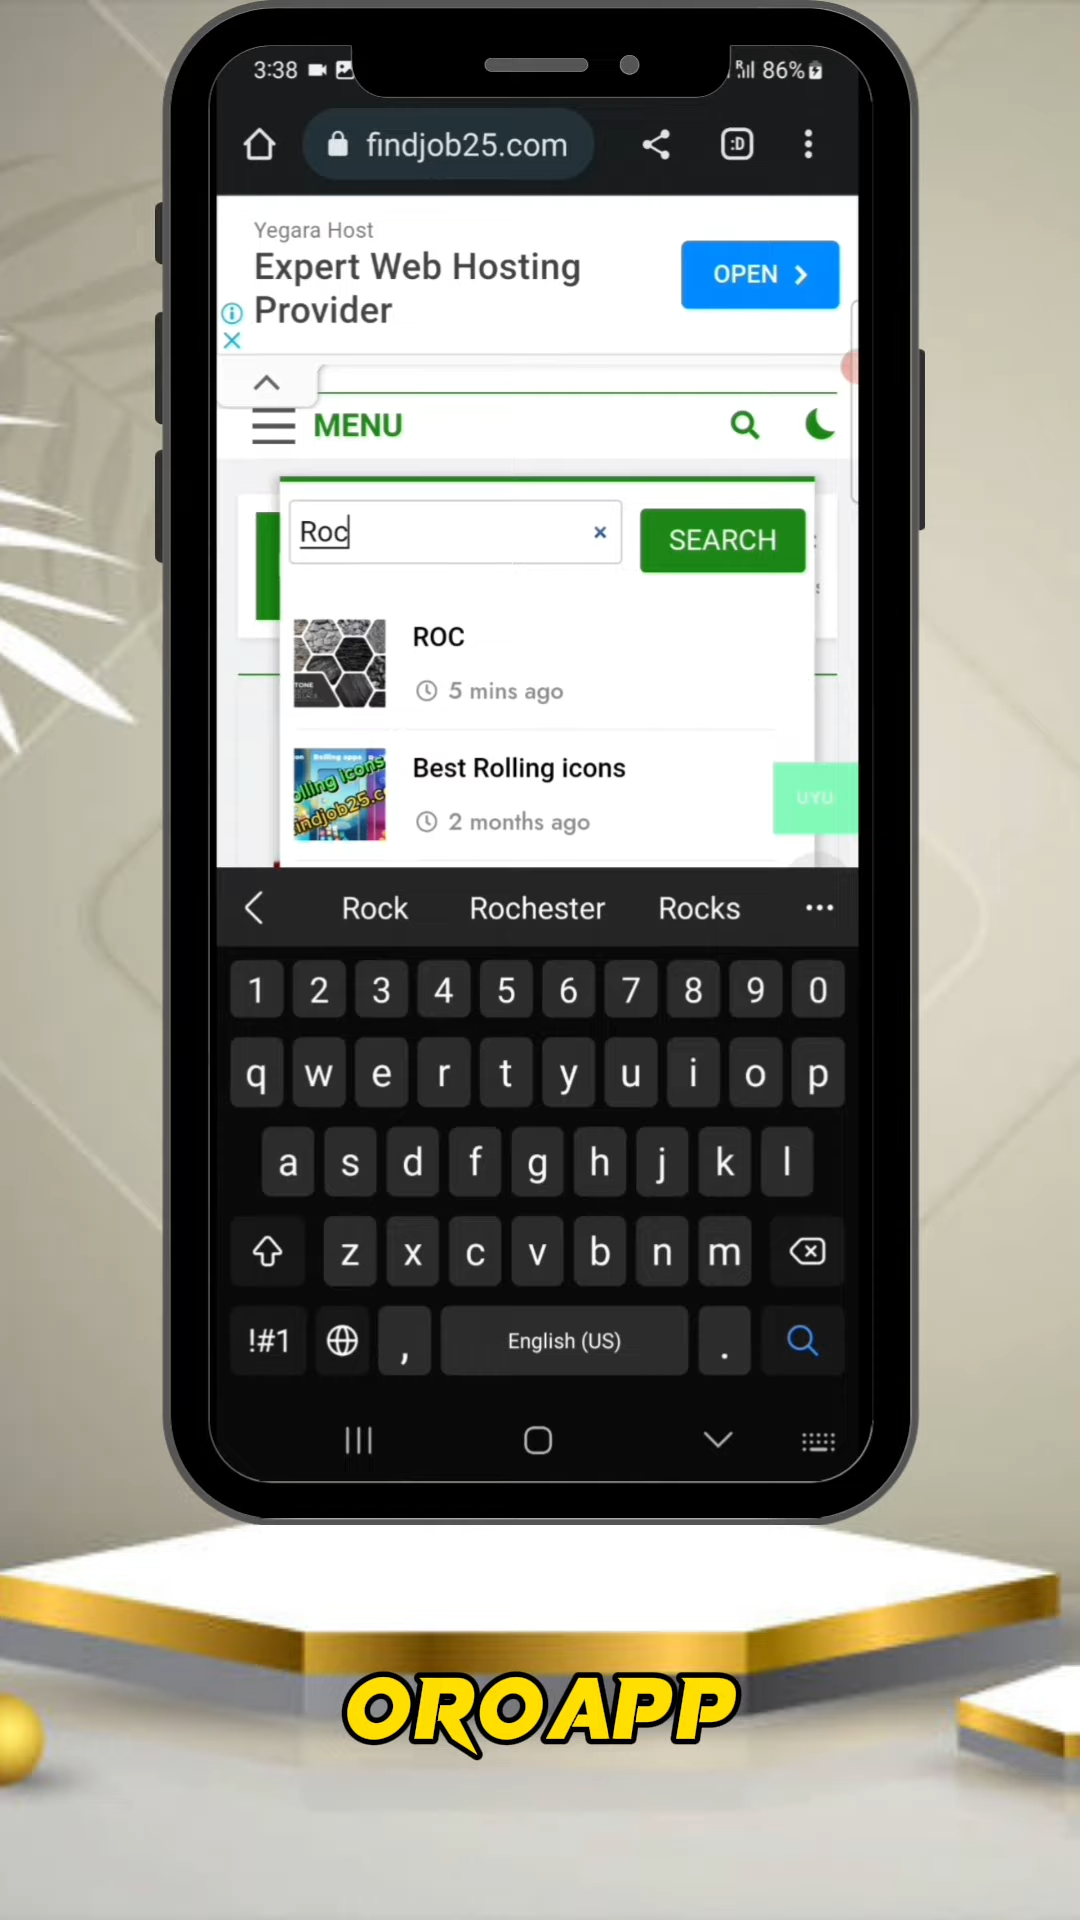 3:38
86%
:D
findjob25.com
Yegara Host
Expert Web Hosting
Provider
OPEN
MENU
Roc
SEARCH
ROC
5 mins ago
Best Rolling icons
2 months ago
UYU
Rock Rochester Rocks
1 2 3 4 5 6 7 8 9 0
q w e r t y u i o p
a s d f g h j k l
z x c v b n m
!#1 , English (US) .
OROAPP